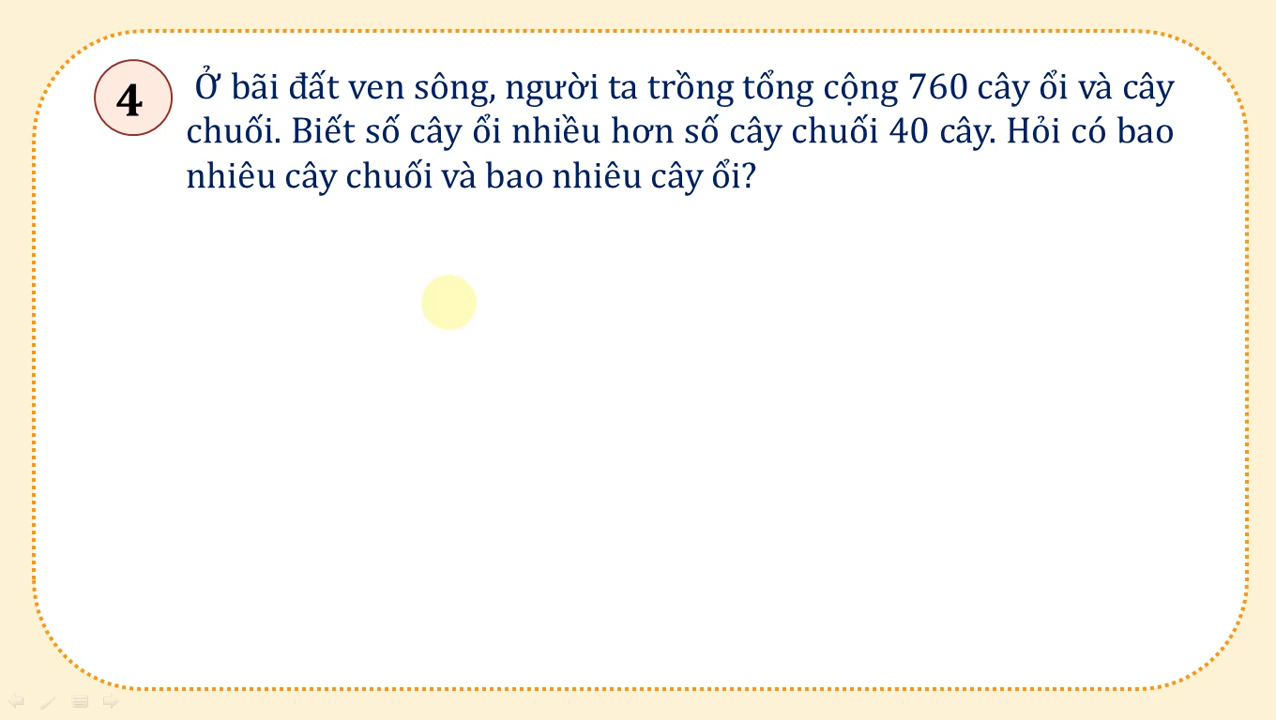 4
Ở bãi đất ven sông, người ta trồng tổng cộng 760 cây ổi và cây
chuối. Biết số cây ổi nhiều hơn số cây chuối 40 cây. Hỏi có bao
nhiêu cây chuối và bao nhiêu cây ổi?